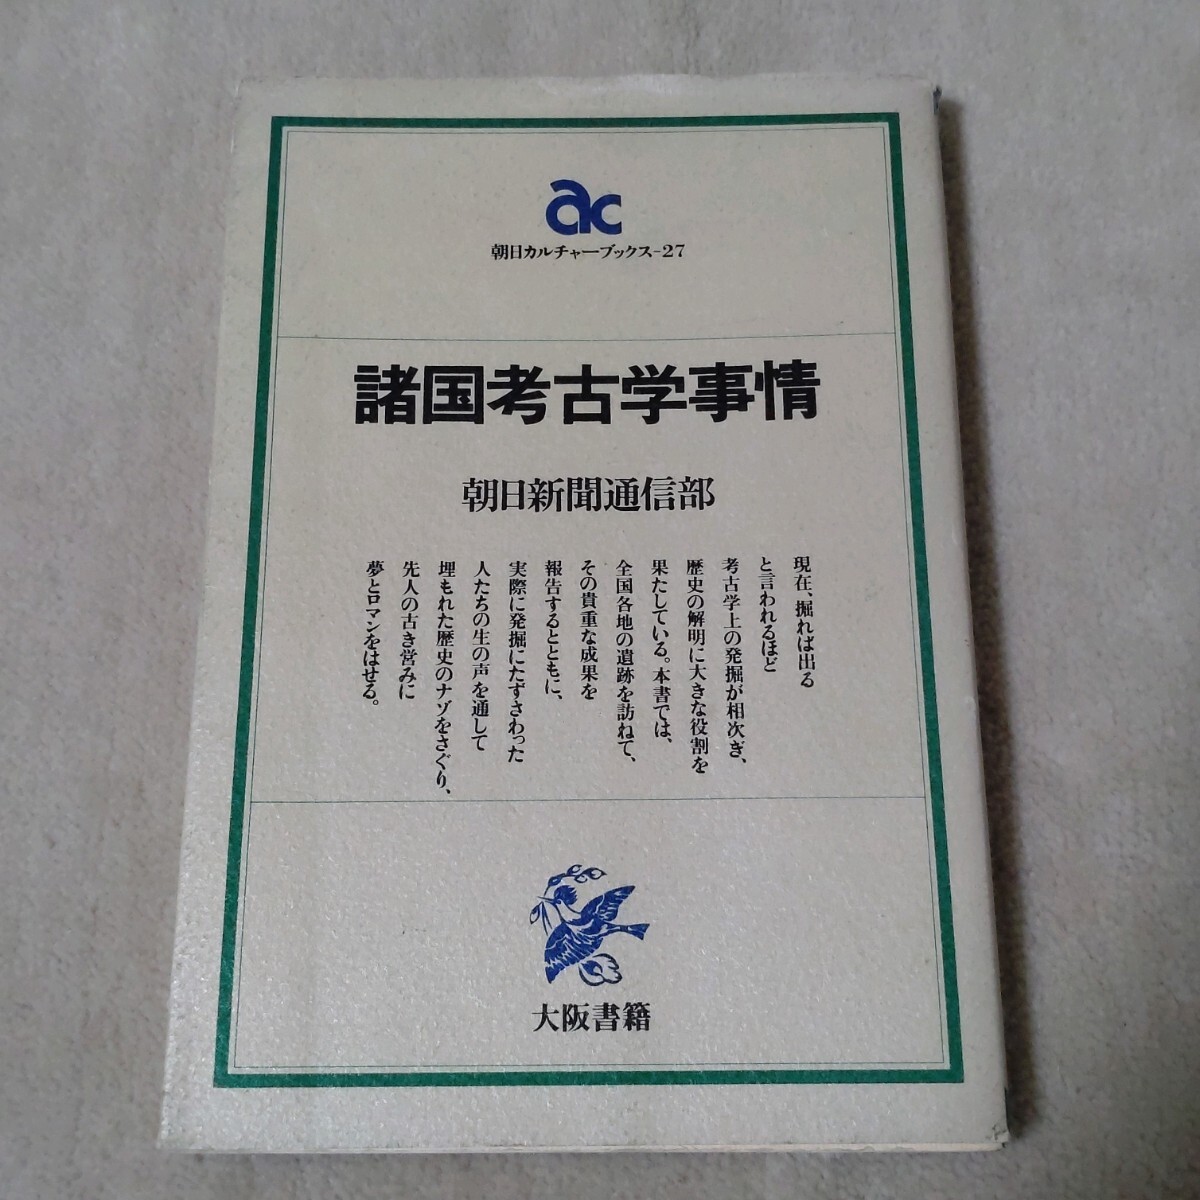 ac
朝日カルチャーブックス-27
諸国考古学事情
朝日新聞通信部
現在、掘れば出る
と言われるほど
考古学上の発掘が相次ぎ、
歴史の解明に大きな役割を
果たしている。本書では、
全国各地の遺跡を訪ねて、
その貴重な成果を
報告するとともに、
実際に発掘にたずさわった
人たちの生の声を通して
埋もれた歴史のナゾをさぐり、
先人の古き営みに
夢とロマンをはせる。
大阪書籍